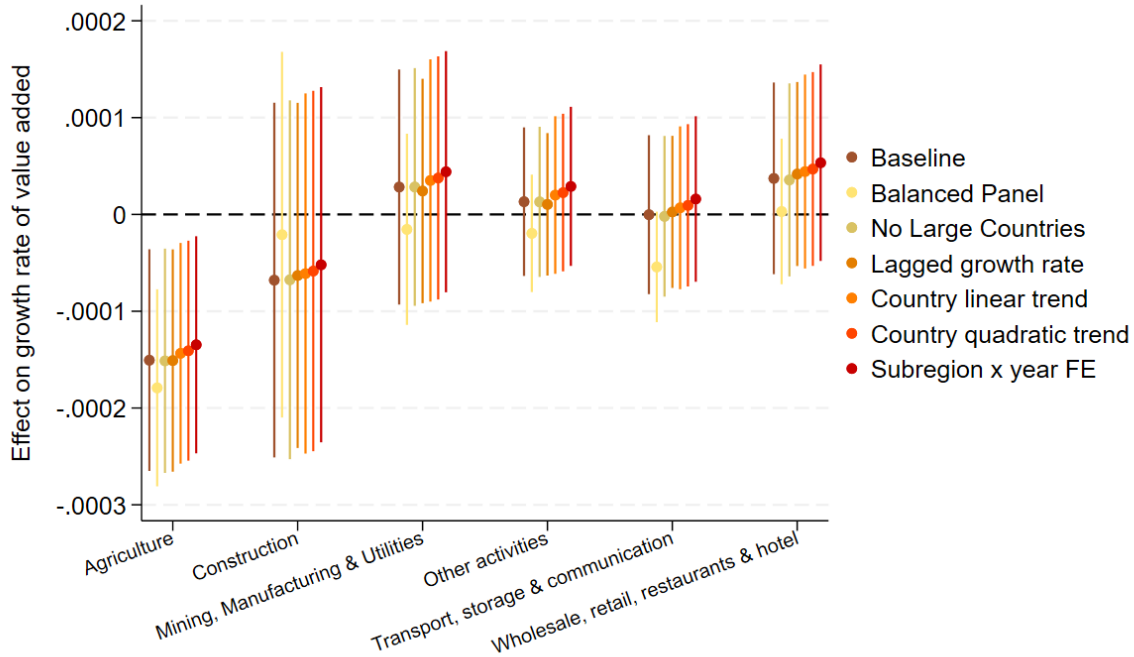 Effect on growth rate of value added
.0002
.0001
0
-.0001
-.0002
-.0003
Agriculture
Construction
Mining, Manufacturing & Utilities
Other activities
Transport, storage & communication
Wholesale, retail, restaurants & hotel
Baseline
Balanced Panel
No Large Countries
Lagged growth rate
Country linear trend
Country quadratic trend
Subregion x year FE